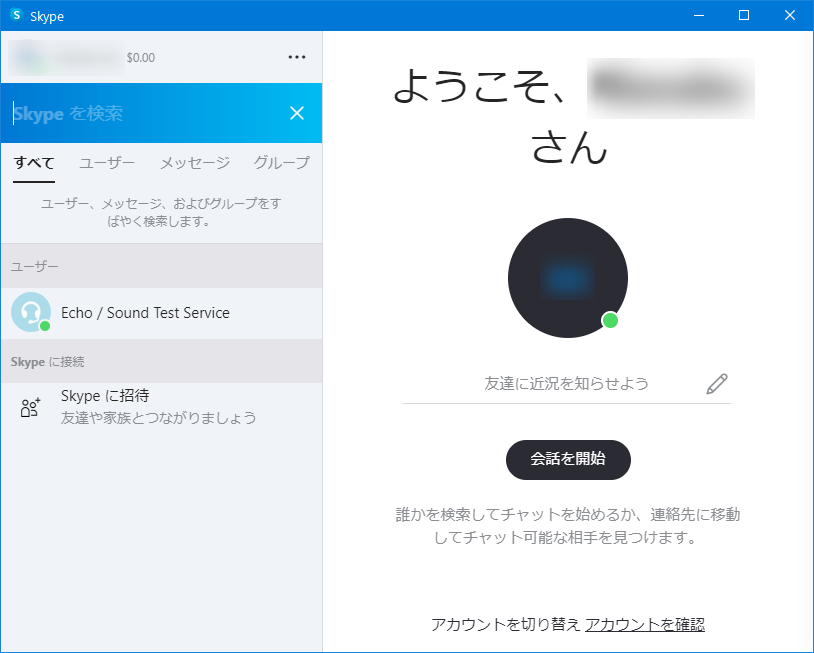 Skype
$0.00
Skype を検索
すべて ユーザー メッセージ グループ
ユーザー、メッセージ、およびグループをす
ばやく検索します。
ユーザー
Echo / Sound Test Service
Skype に接続
Skype に招待
友達や家族とつながりましょう
ようこそ、
さん
友達に近況を知らせよう
会話を開始
誰かを検索してチャットを始めるか、連絡先に移動
してチャット可能な相手を見つけます。
アカウントを切り替え アカウントを確認